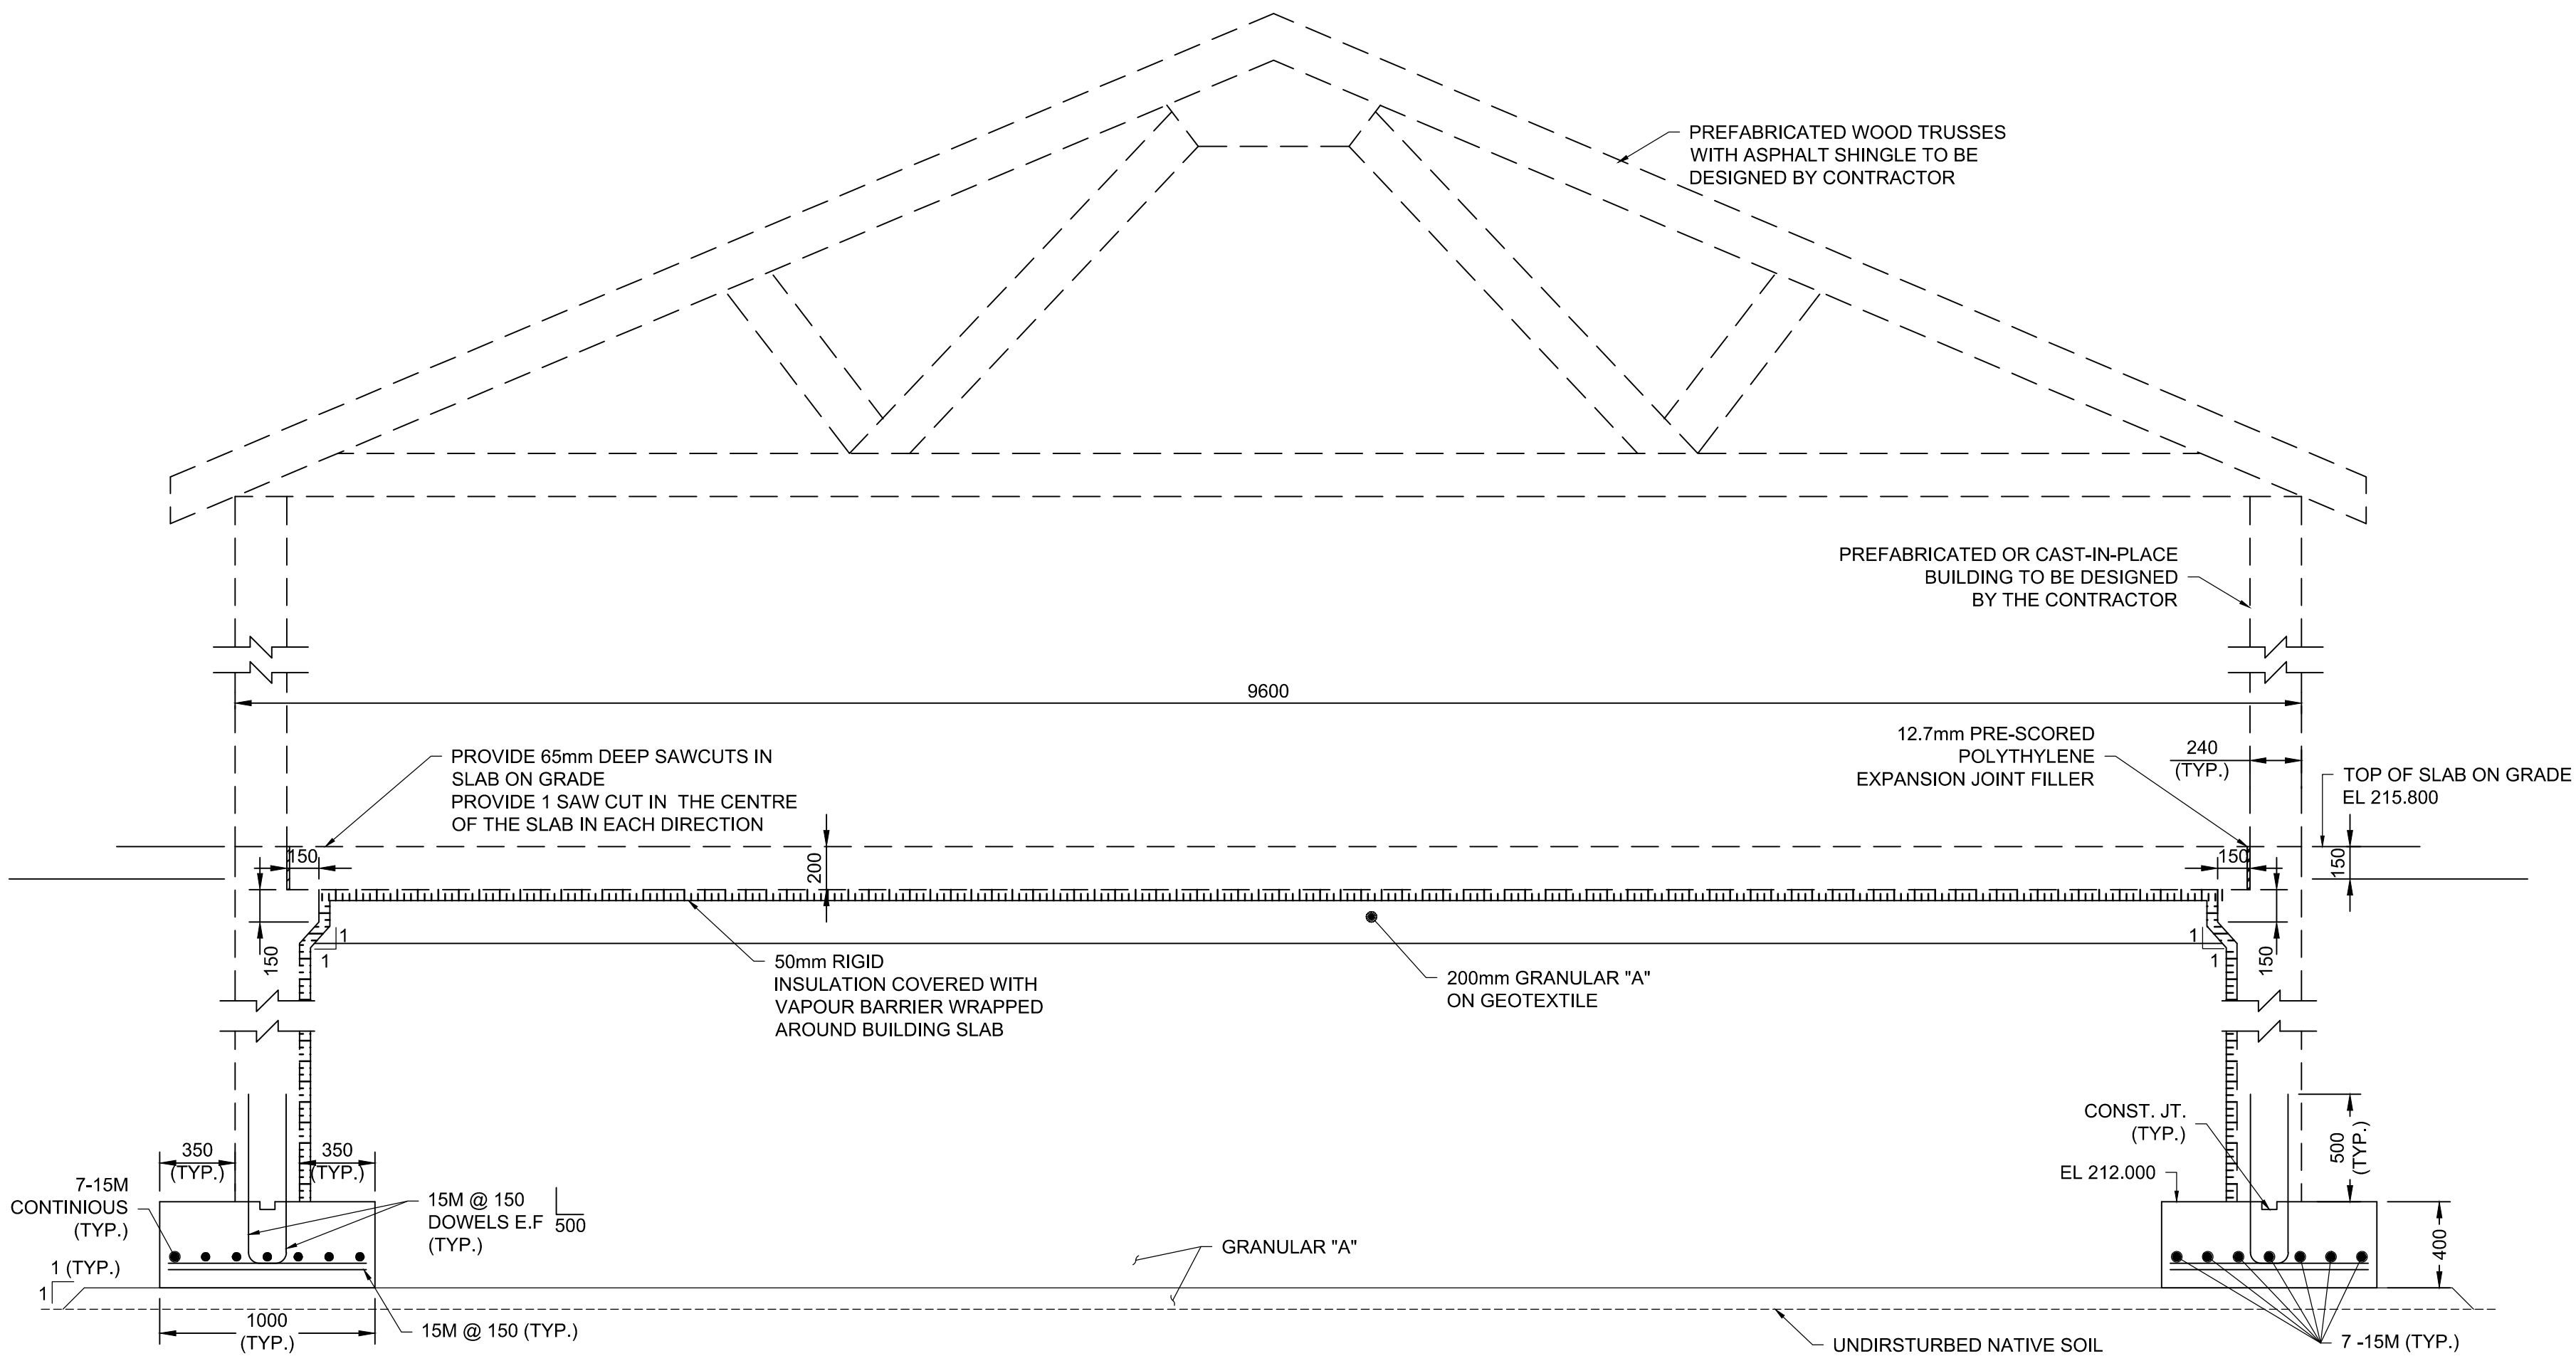 PREFABRICATED WOOD TRUSSES
WITH ASPHALT SHINGLE TO BE
DESIGNED BY CONTRACTOR
PREFABRICATED OR CAST-IN-PLACE
BUILDING TO BE DESIGNED
BY THE CONTRACTOR
9600
PROVIDE 65mm DEEP SAWCUTS IN
SLAB ON GRADE
PROVIDE 1 SAW CUT IN THE CENTRE
OF THE SLAB IN EACH DIRECTION
12.7mm PRE-SCORED
POLYTHYLENE
EXPANSION JOINT FILLER
240
(TYP.)
TOP OF SLAB ON GRADE
EL 215.800
150
200
150
150
150
1
1
50mm RIGID
INSULATION COVERED WITH
VAPOUR BARRIER WRAPPED
AROUND BUILDING SLAB
200mm GRANULAR "A"
ON GEOTEXTILE
1
1
150
350
(TYP.)
350
(TYP.)
7-15M
CONTINIOUS
(TYP.)
15M @ 150
DOWELS E.F
(TYP.)
500
CONST. JT.
(TYP.)
500
(TYP.)
EL 212.000
400
1 (TYP.)
1
GRANULAR "A"
1000
(TYP.)
15M @ 150 (TYP.)
UNDIRSTURBED NATIVE SOIL
7 -15M (TYP.)